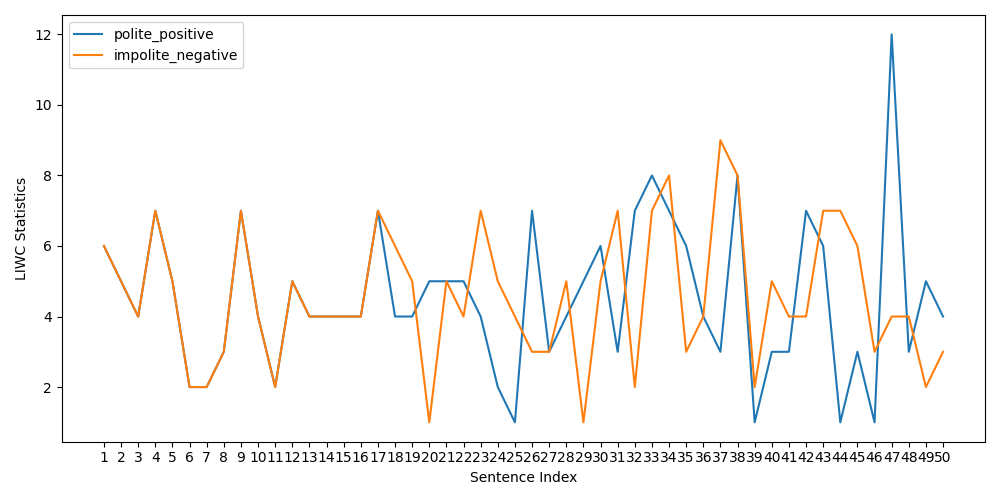 polite_positive
impolite_negative
12
10
8
6
4
2
LIWC Statistics
1 2 3 4 5 6 7 8 9 10 11 12 13 14 15 16 17 18 19 20 21 22 23 24 25 26 27 28 29 30 31 32 33 34 35 36 37 38 39 40 41 42 43 44 45 46 47 48 49 50
Sentence Index